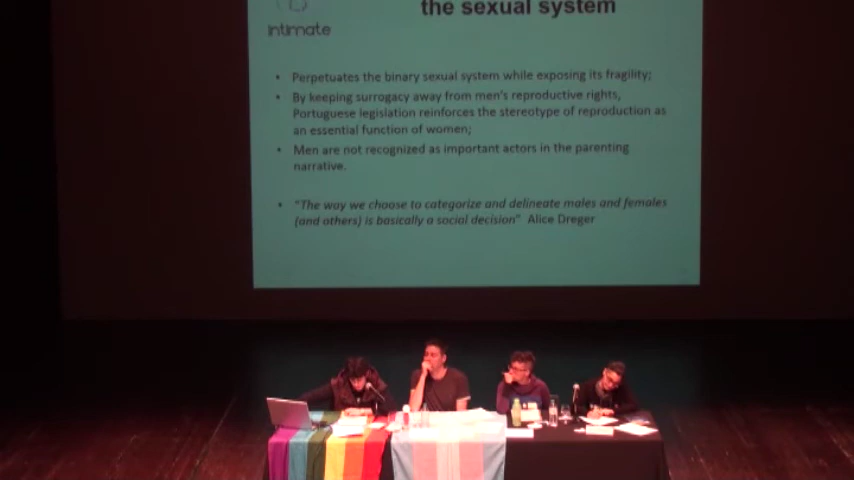 the sexual system
intimate
• Perpetuates the binary sexual system while exposing its fragility;
• By keeping surrogacy away from men's reproductive rights,
Portuguese legislation reinforces the stereotype of reproduction as
an essential function of women;
• Men are not recognized as important actors in the parenting
narrative.
• "The way we choose to categorize and delineate males and females
(and others) is basically a social decision" Alice Dreger